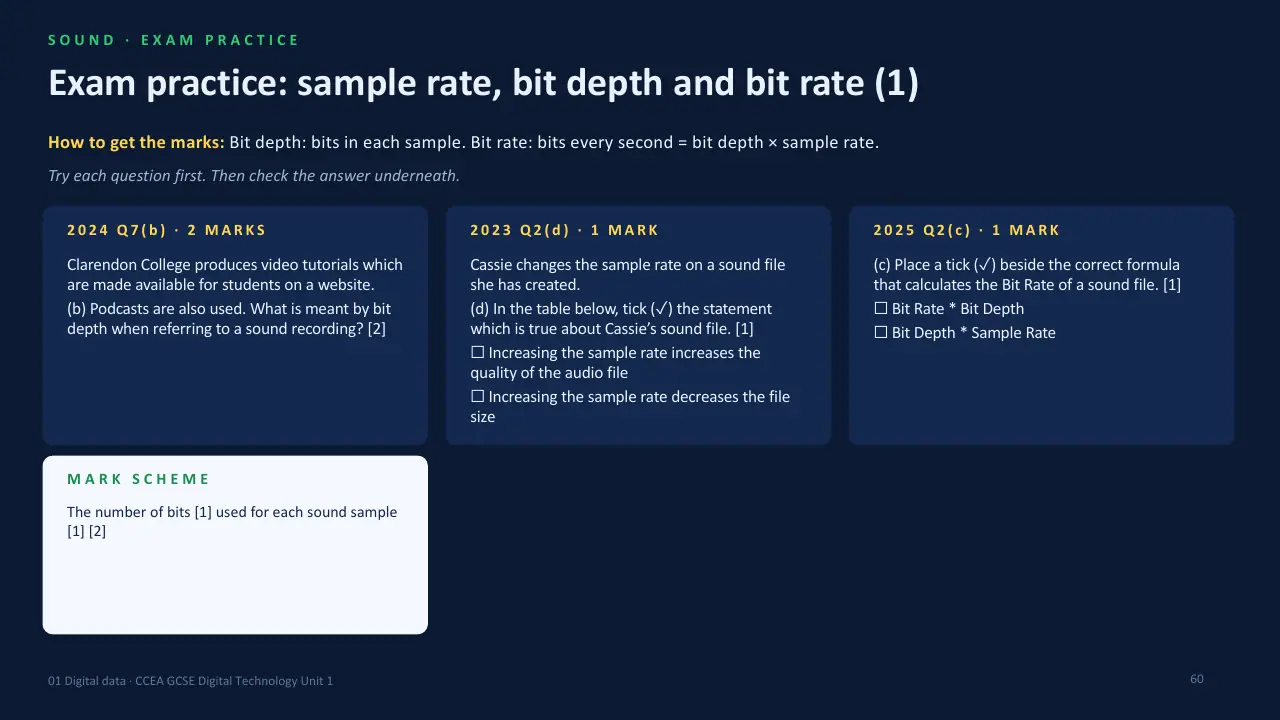 SOUND · EXAM PRACTICE
Exam practice: sample rate, bit depth and bit rate (1)
How to get the marks: Bit depth: bits in each sample. Bit rate: bits every second = bit depth × sample rate.
Try each question first. Then check the answer underneath.
2024 Q7(b) · 2 MARKS
Clarendon College produces video tutorials which
are made available for students on a website.
(b) Podcasts are also used. What is meant by bit
depth when referring to a sound recording? [2]
2023 Q2(d) · 1 MARK
Cassie changes the sample rate on a sound file
she has created.
(d) In the table below, tick (✓) the statement
which is true about Cassie’s sound file. [1]
☐ Increasing the sample rate increases the
quality of the audio file
☐ Increasing the sample rate decreases the file
size
2025 Q2(c) · 1 MARK
(c) Place a tick (✓) beside the correct formula
that calculates the Bit Rate of a sound file. [1]
☐ Bit Rate * Bit Depth
☐ Bit Depth * Sample Rate
MARK SCHEME
The number of bits [1] used for each sound sample
[1] [2]
01 Digital data · CCEA GCSE Digital Technology Unit 1
60